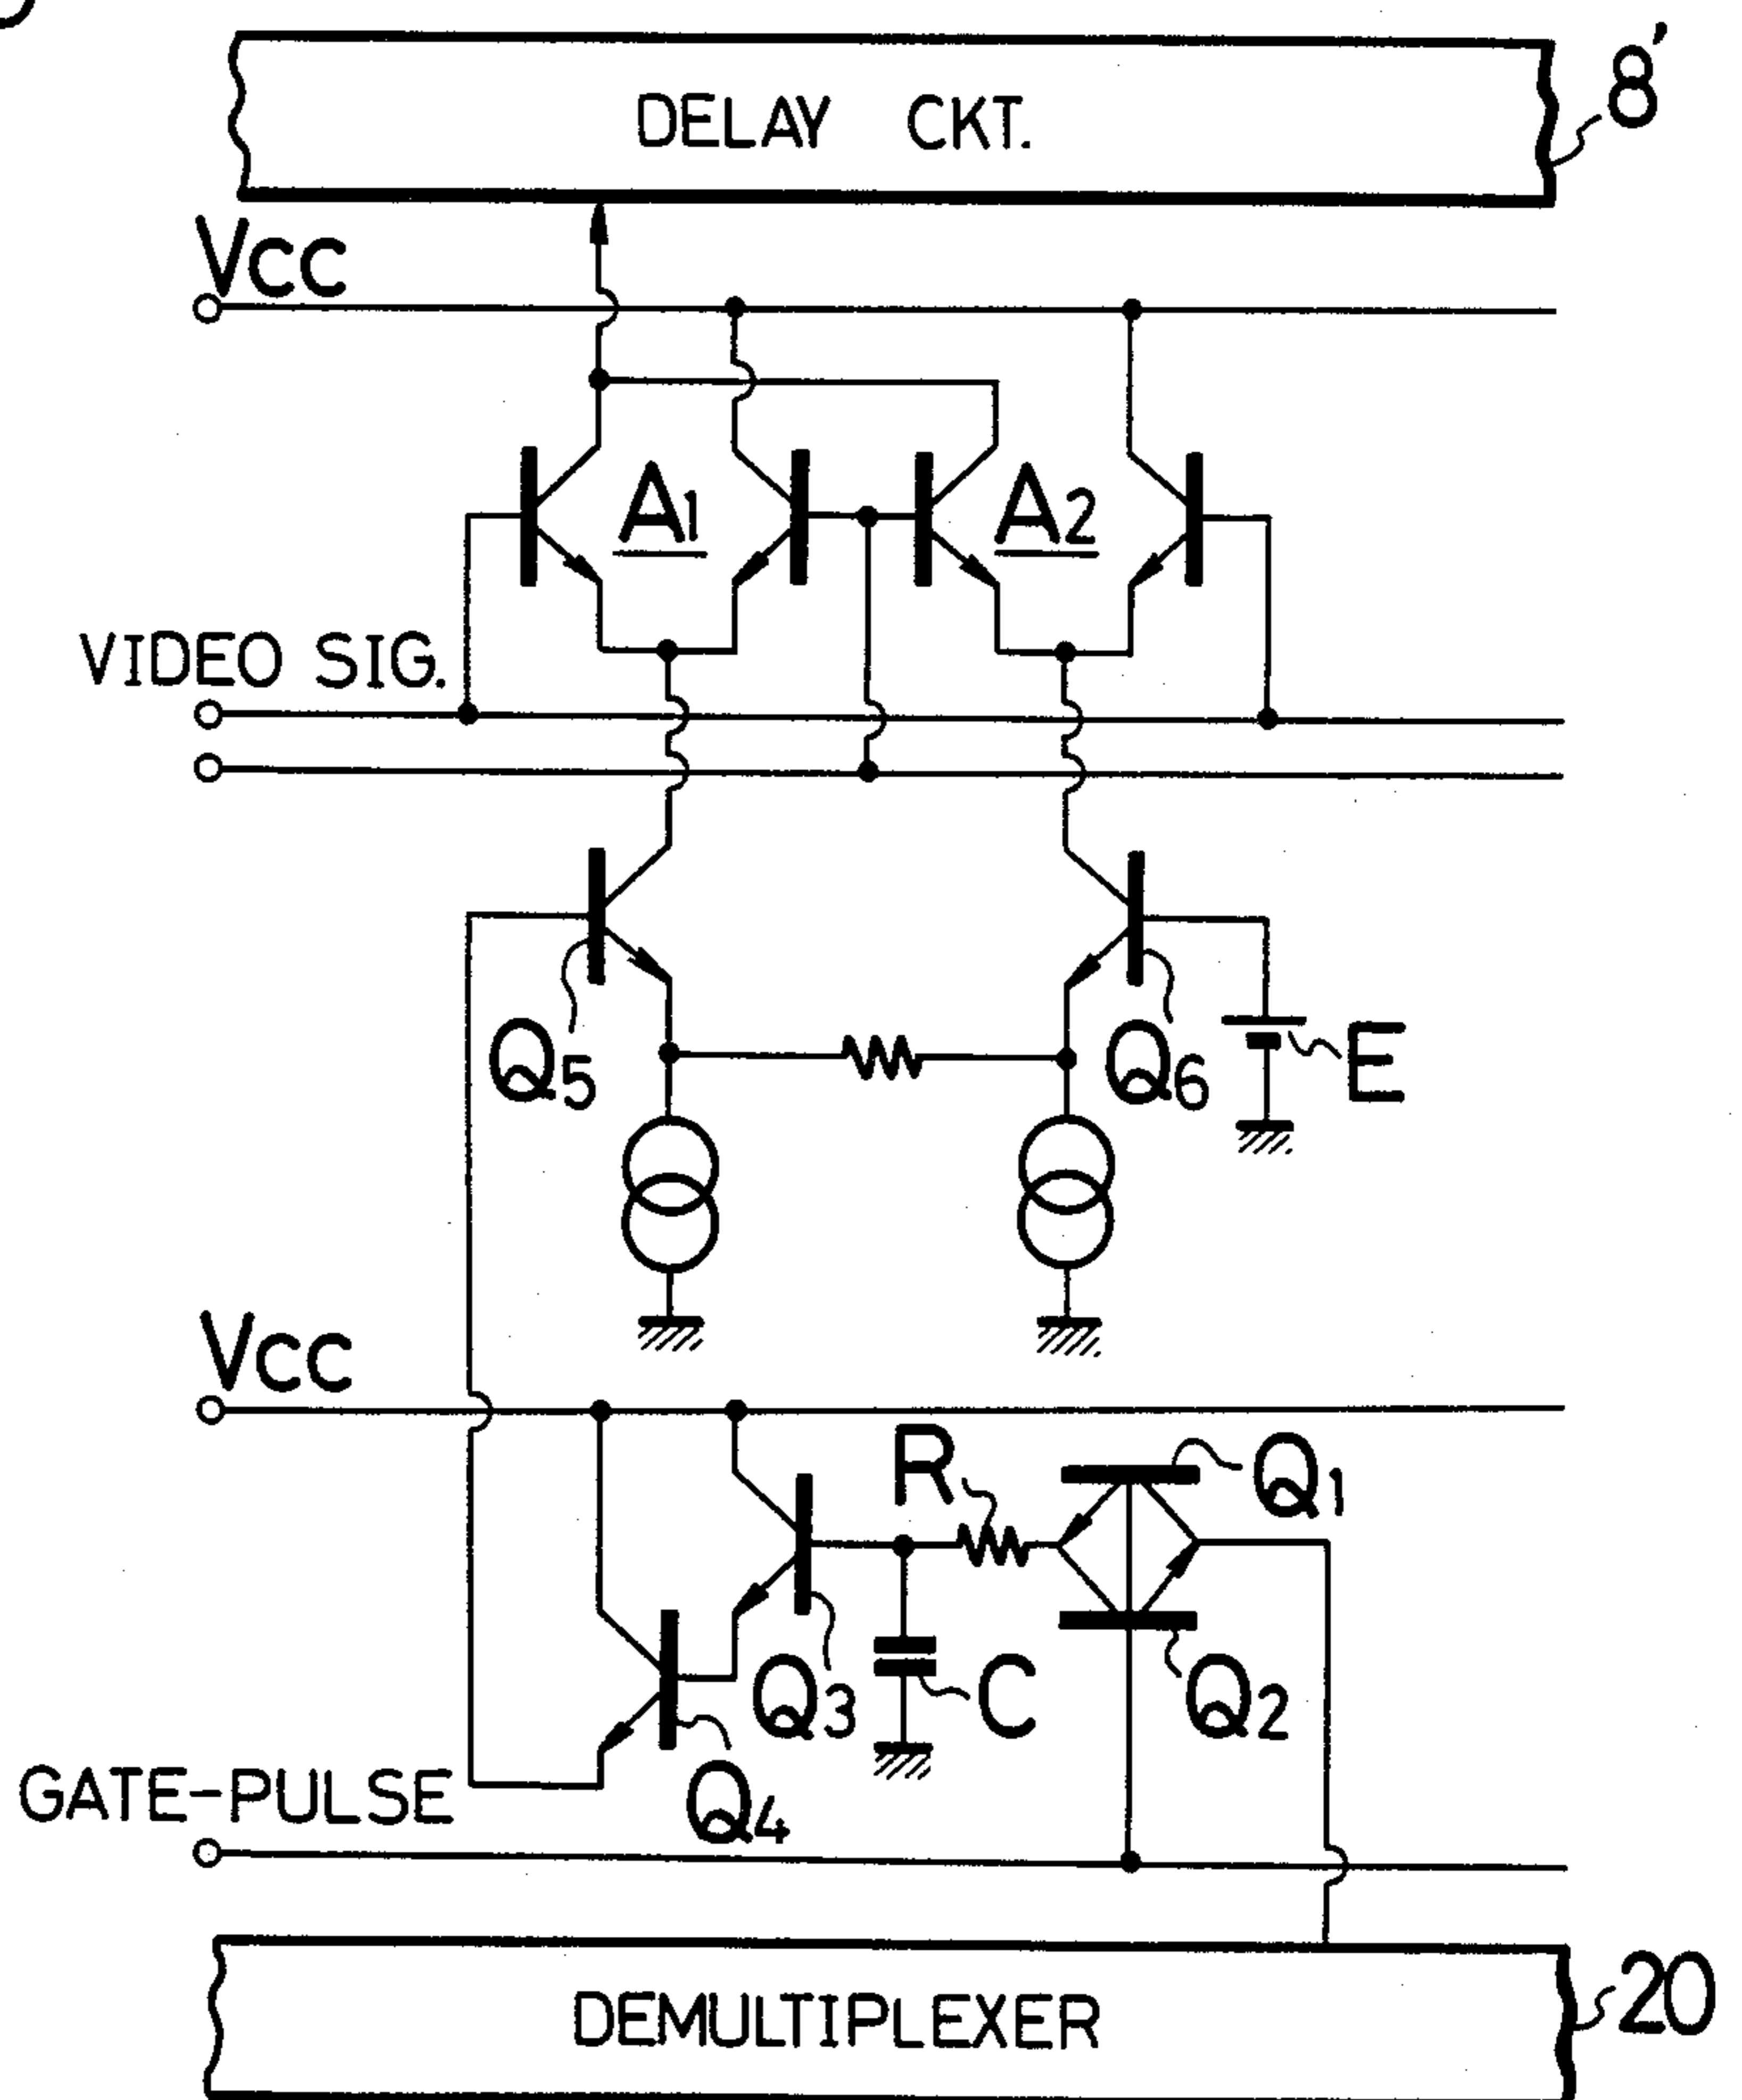 DELAY CKT.
8'
VCC
A1
A2
VIDEO SIG.
Q5
Q6
E
VCC
R
Q1
Q3
C
Q2
Q4
GATE-PULSE
DEMULTIPLEXER
20